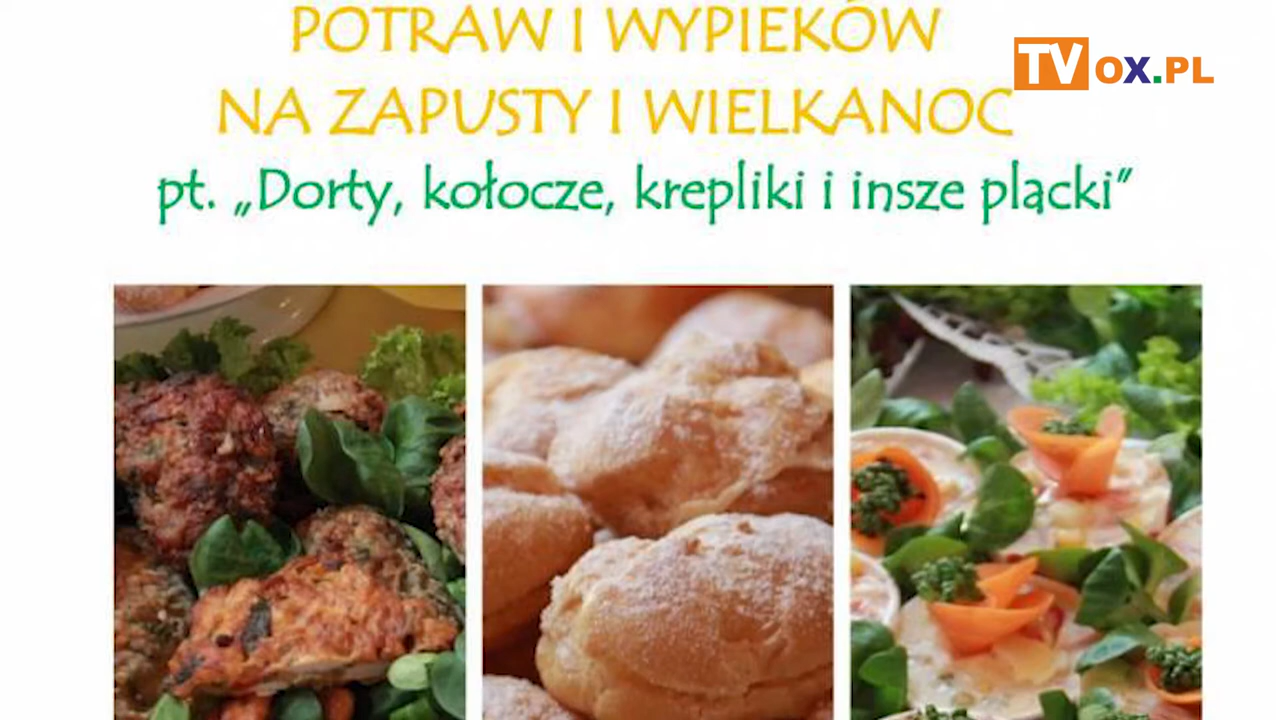 POTRAW I WYPIEKÓW
NA ZAPUSTY I WIELKANOC
pt. „Dorty, kołocze, krepliki i insze placki”
TVOX.PL